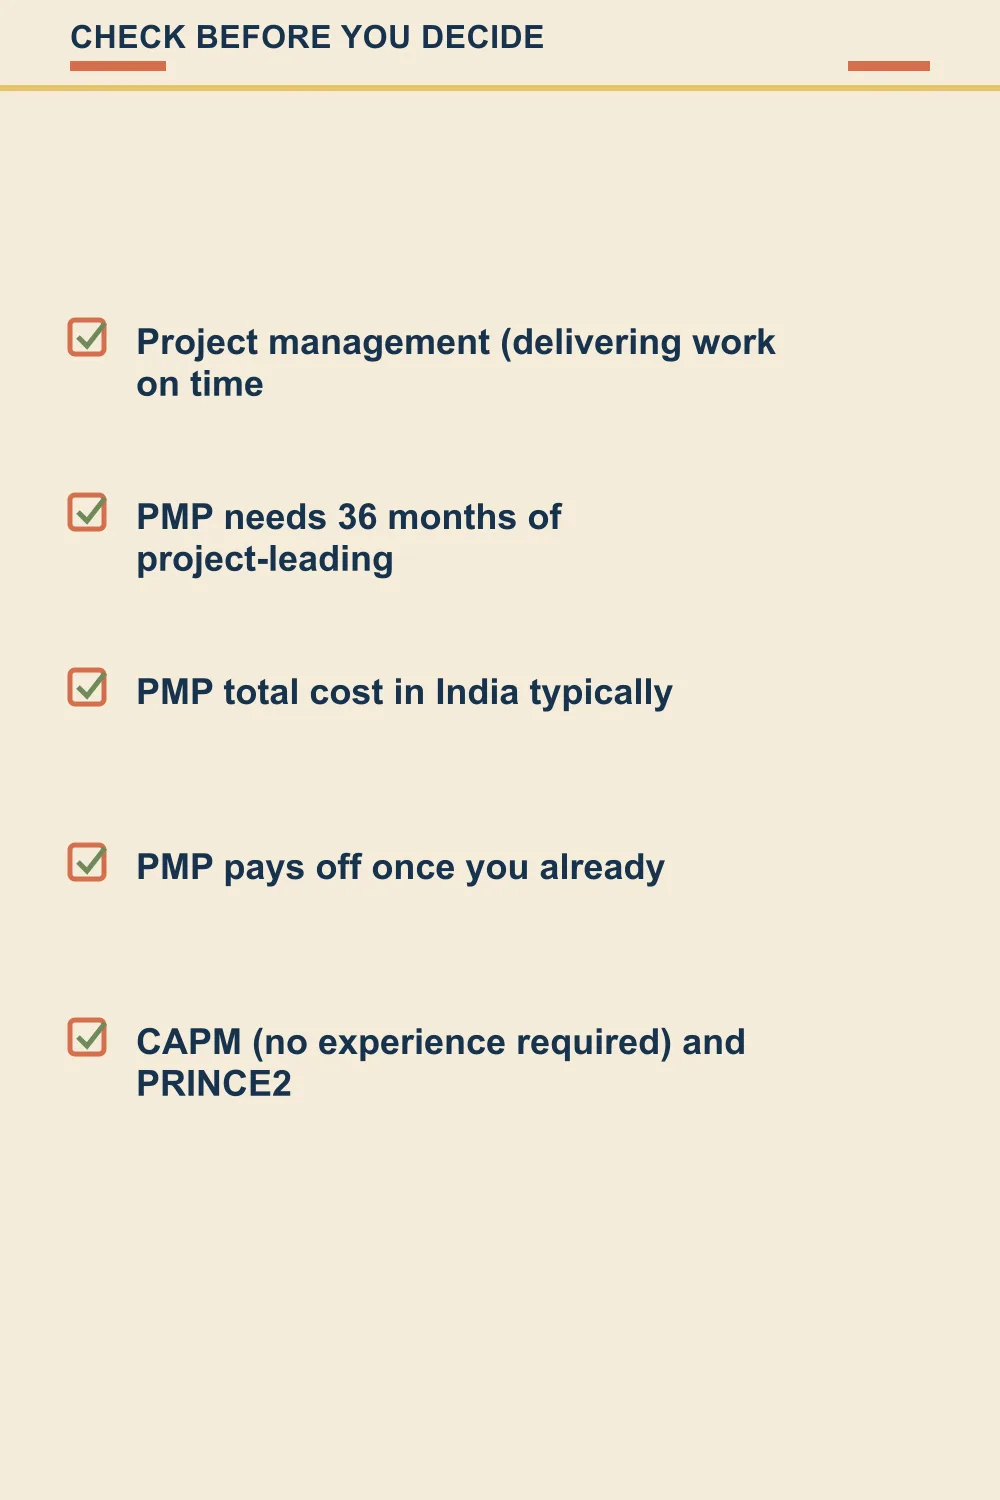 CHECK BEFORE YOU DECIDE
Project management (delivering work
on time
PMP needs 36 months of
project-leading
PMP total cost in India typically
PMP pays off once you already
CAPM (no experience required) and
PRINCE2